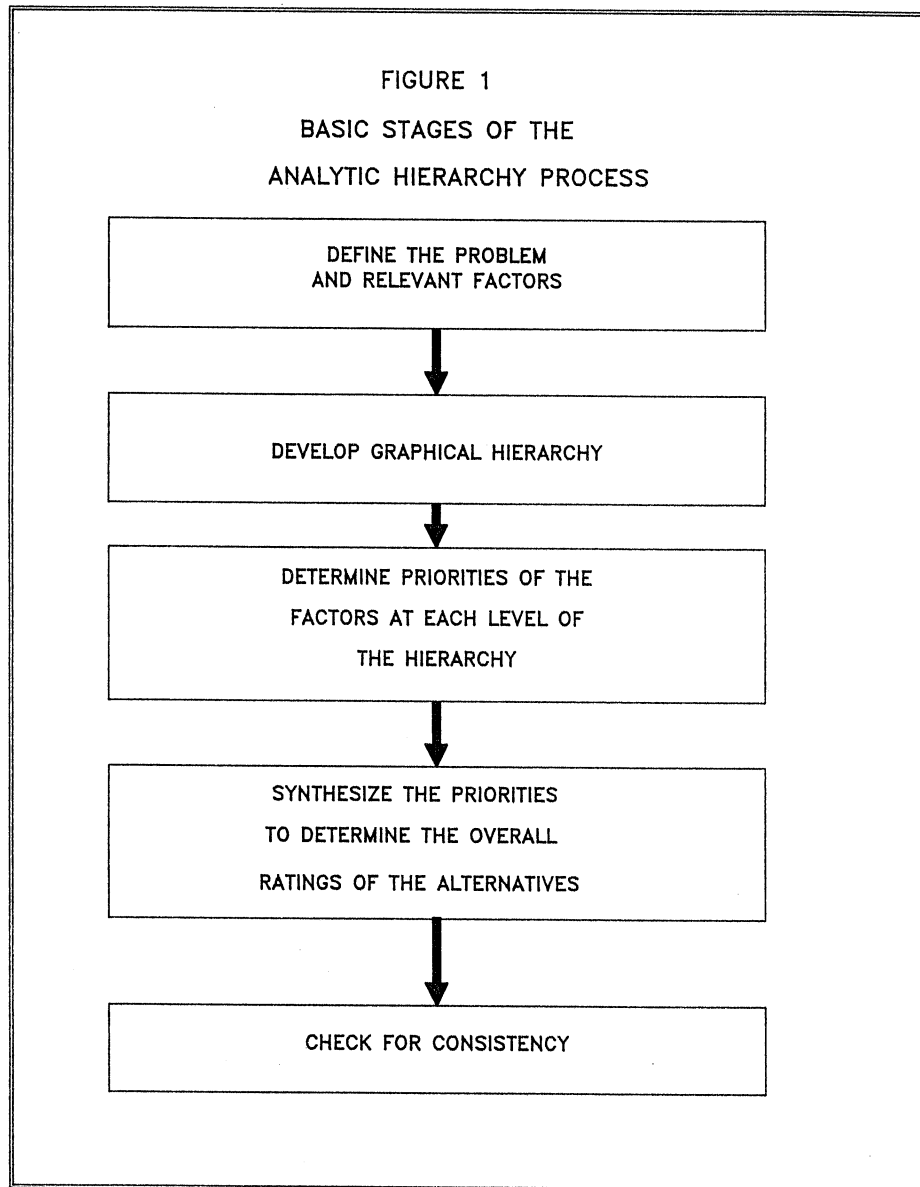 FIGURE 1
BASIC STAGES OF THE
ANALYTIC HIERARCHY PROCESS
DEFINE THE PROBLEM
AND RELEVANT FACTORS
DEVELOP GRAPHICAL HIERARCHY
DETERMINE PRIORITIES OF THE
FACTORS AT EACH LEVEL OF
THE HIERARCHY
SYNTHESIZE THE PRIORITIES
TO DETERMINE THE OVERALL
RATINGS OF THE ALTERNATIVES
CHECK FOR CONSISTENCY